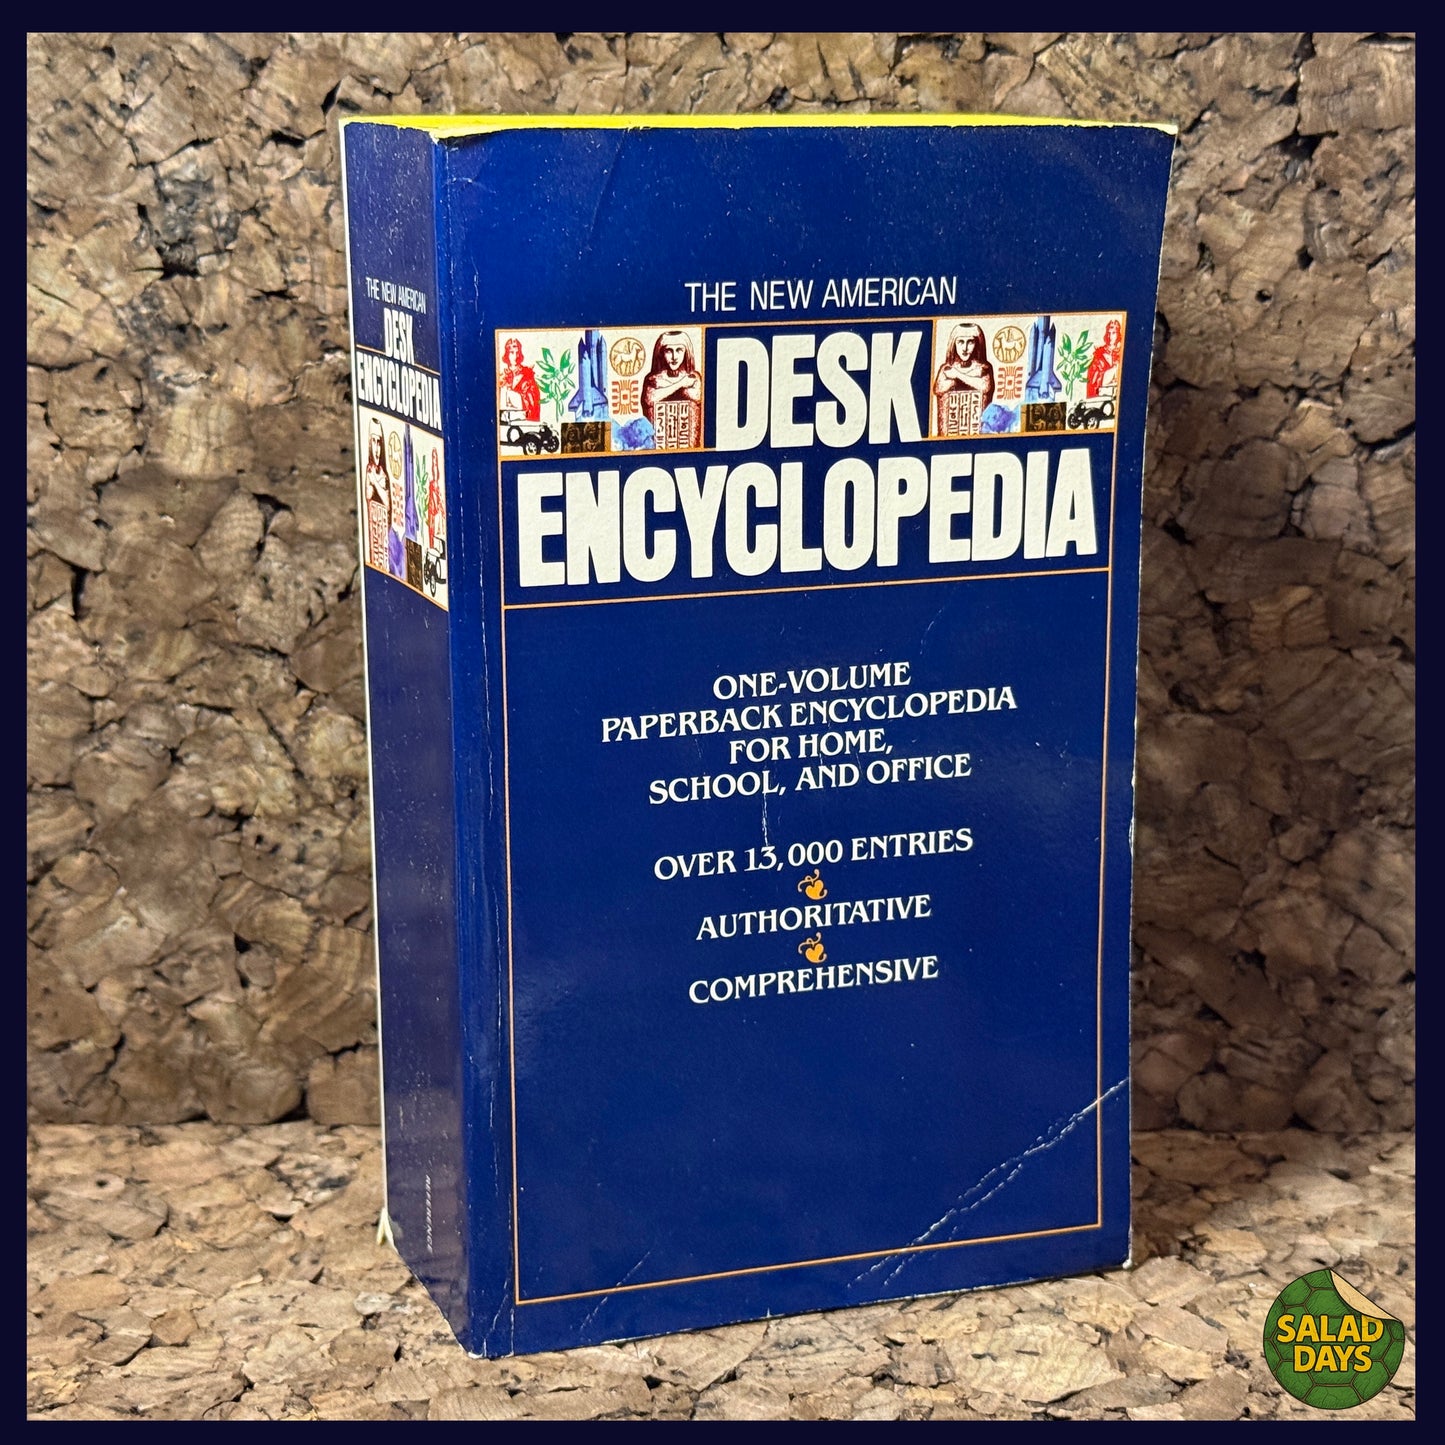 THE NEW AMERICAN
DESK
ENCYCLOPEDIA
REFERENCE
THE NEW AMERICAN
DESK
ENCYCLOPEDIA
ONE-VOLUME
PAPERBACK ENCYCLOPEDIA
FOR HOME,
SCHOOL, AND OFFICE
OVER 13,000 ENTRIES
AUTHORITATIVE
COMPREHENSIVE
SALAD
DAYS